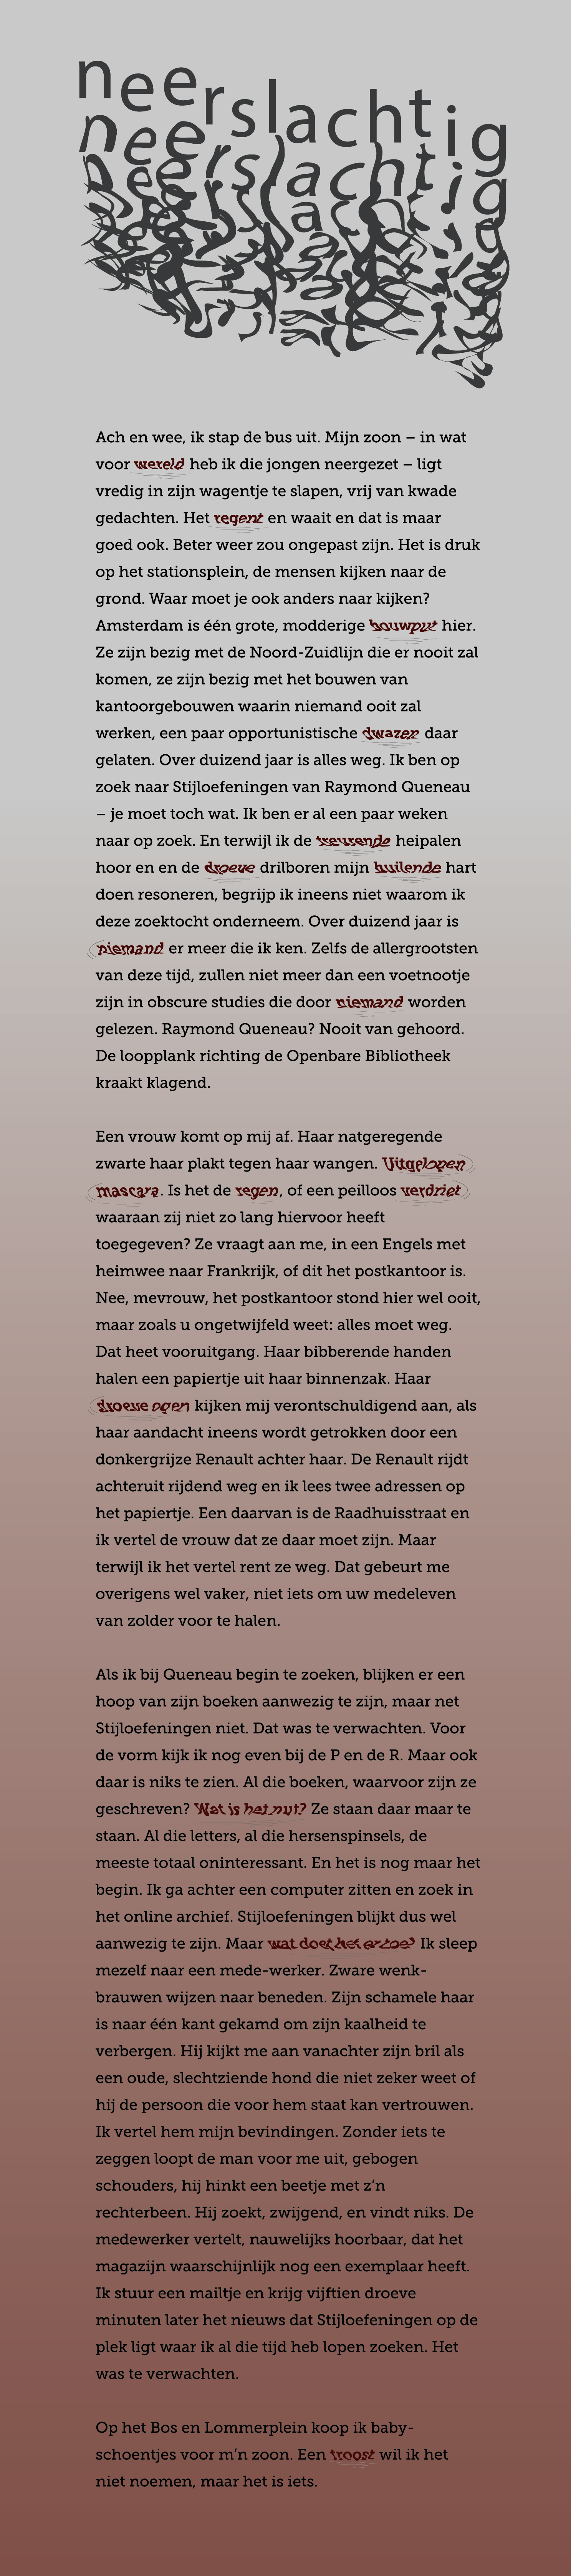 neerslachtig
neerslachtig
neerslachtig
Ach en wee, ik stap de bus uit. Mijn zoon – in wat
voor wereld heb ik die jongen neergezet – ligt
vredig in zijn wagentje te slapen, vrij van kwade
gedachten. Het regent en waait en dat is maar
goed ook. Beter weer zou ongepast zijn. Het is druk
op het stationsplein, de mensen kijken naar de
grond. Waar moet je ook anders naar kijken?
Amsterdam is één grote, modderige bouwput hier.
Ze zijn bezig met de Noord-Zuidlijn die er nooit zal
komen, ze zijn bezig met het bouwen van
kantoorgebouwen waarin niemand ooit zal
werken, een paar opportunistische dwazen daar
gelaten. Over duizend jaar is alles weg. Ik ben op
zoek naar Stijloefeningen van Raymond Queneau
– je moet toch wat. Ik ben er al een paar weken
naar op zoek. En terwijl ik de treurende heipalen
hoor en en de droeve drilboren mijn huilende hart
doen resoneren, begrijp ik ineens niet waarom ik
deze zoektocht onderneem. Over duizend jaar is
niemand er meer die ik ken. Zelfs de allergrootsten
van deze tijd, zullen niet meer dan een voetnootje
zijn in obscure studies die door niemand worden
gelezen. Raymond Queneau? Nooit van gehoord.
De loopplank richting de Openbare Bibliotheek
kraakt klagend.
Een vrouw komt op mij af. Haar natgeregende
zwarte haar plakt tegen haar wangen. Uitgelopen
mascara. Is het de regen, of een peilloos verdriet
waaraan zij niet zo lang hiervoor heeft
toegegeven? Ze vraagt aan me, in een Engels met
heimwee naar Frankrijk, of dit het postkantoor is.
Nee, mevrouw, het postkantoor stond hier wel ooit,
maar zoals u ongetwijfeld weet: alles moet weg.
Dat heet vooruitgang. Haar bibberende handen
halen een papiertje uit haar binnenzak. Haar
droeve ogen kijken mij verontschuldigend aan, als
haar aandacht ineens wordt getrokken door een
donkergrijze Renault achter haar. De Renault rijdt
achteruit rijdend weg en ik lees twee adressen op
het papiertje. Een daarvan is de Raadhuisstraat en
ik vertel de vrouw dat ze daar moet zijn. Maar
terwijl ik het vertel rent ze weg. Dat gebeurt me
overigens wel vaker, niet iets om uw medeleven
van zolder voor te halen.
Als ik bij Queneau begin te zoeken, blijken er een
hoop van zijn boeken aanwezig te zijn, maar net
Stijloefeningen niet. Dat was te verwachten. Voor
de vorm kijk ik nog even bij de P en de R. Maar ook
daar is niks te zien. Al die boeken, waarvoor zijn ze
geschreven? Wat is het nut? Ze staan daar maar te
staan. Al die letters, al die hersenspinsels, de
meeste totaal oninteressant. En het is nog maar het
begin. Ik ga achter een computer zitten en zoek in
het online archief. Stijloefeningen blijkt dus wel
aanwezig te zijn. Maar wat doet het er toe? Ik sleep
mezelf naar een mede-werker. Zware wenk-
brauwen wijzen naar beneden. Zijn schamele haar
is naar één kant gekamd om zijn kaalheid te
verbergen. Hij kijkt me aan vanachter zijn bril als
een oude, slechtziende hond die niet zeker weet of
hij de persoon die voor hem staat kan vertrouwen.
Ik vertel hem mijn bevindingen. Zonder iets te
zeggen loopt de man voor me uit, gebogen
schouders, hij hinkt een beetje met z’n
rechterbeen. Hij zoekt, zwijgend, en vindt niks. De
medewerker vertelt, nauwelijks hoorbaar, dat het
magazijn waarschijnlijk nog een exemplaar heeft.
Ik stuur een mailtje en krijg vijftien droeve
minuten later het nieuws dat Stijloefeningen op de
plek ligt waar ik al die tijd heb lopen zoeken. Het
was te verwachten.
Op het Bos en Lommerplein koop ik baby-
schoentjes voor m’n zoon. Een troost wil ik het
niet noemen, maar het is iets.